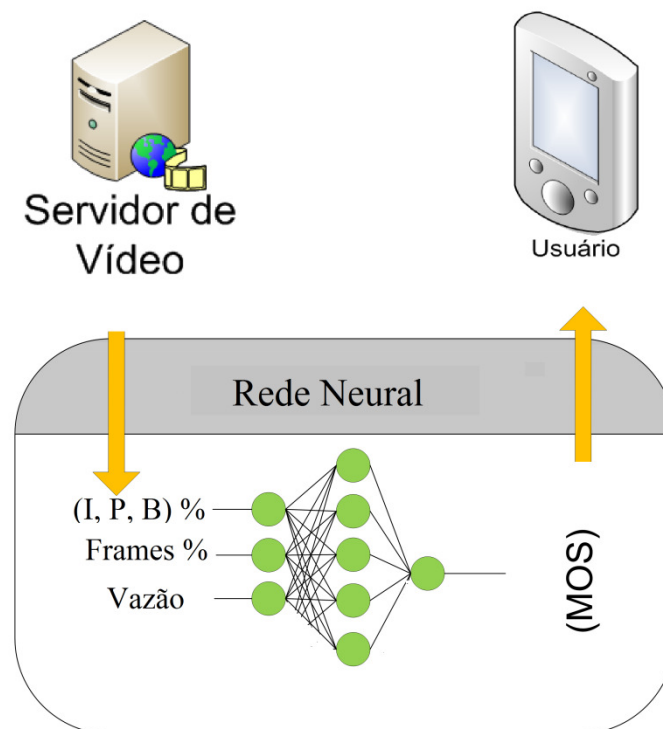 Servidor de
Vídeo
Usuário
Rede Neural
(I, P, B) %
Frames %
Vazão
(MOS)